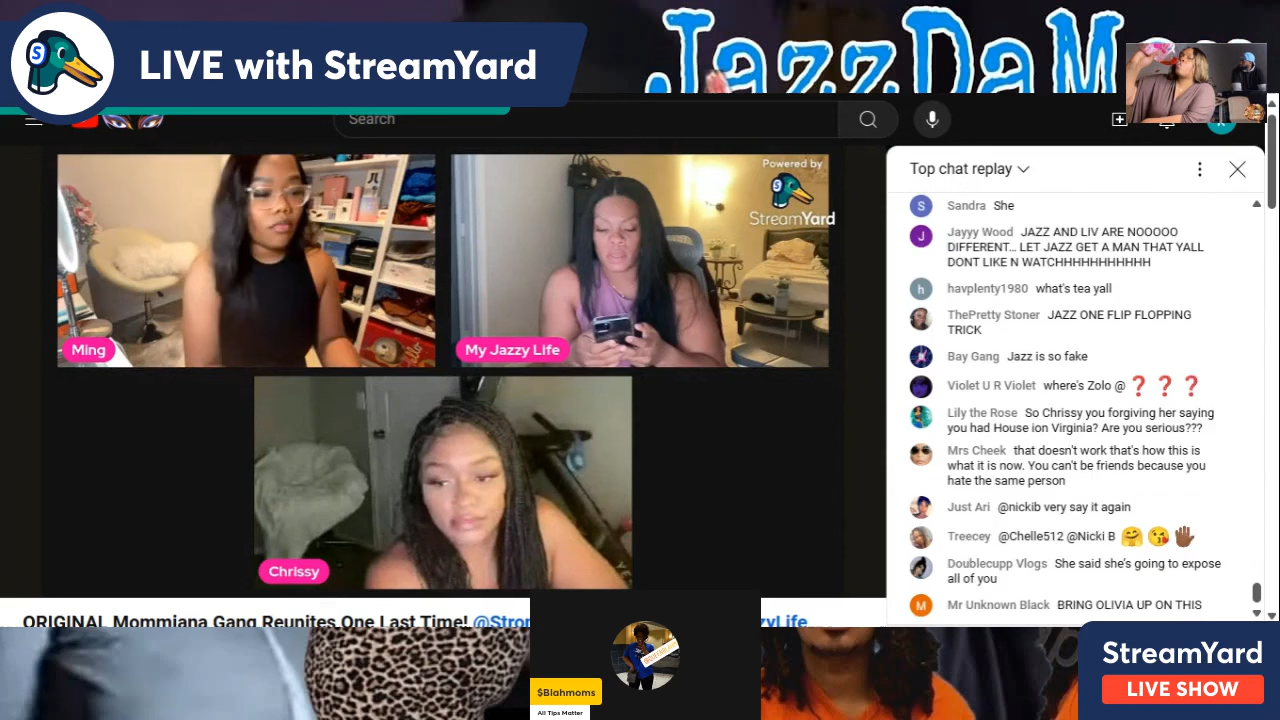 LIVE with StreamYard
S
JazzDaM
Search
Powered by
StreamYard
Ming
My Jazzy Life
Chrissy
Top chat replay
S Sandra She
J Jayyy Wood JAZZ AND LIV ARE NOOOOO
DIFFERENT... LET JAZZ GET A MAN THAT YALL
DONT LIKE N WATCHHHHHHHHHHH
h havplenty1980 what's tea yall
ThePretty Stoner JAZZ ONE FLIP FLOPPING
TRICK
Bay Gang Jazz is so fake
Violet U R Violet where's Zolo @ ❓ ❓ ❓
Lily the Rose So Chrissy you forgiving her saying
you had House ion Virginia? Are you serious???
Mrs Cheek that doesn't work that's how this is
what it is now. You can't be friends because you
hate the same person
Just Ari @nickib very say it again
Treecey @Chelle512 @Nicki B 🤗 😘 🖐🏾
Doublecupp Vlogs She said she's going to expose
all of you
M Mr Unknown Black BRING OLIVIA UP ON THIS
ORIGINAL Mommiana Gang Reunites One Last Time! @Stron
zyLife
$Blahmoms
All Tips Matter
StreamYard
LIVE SHOW